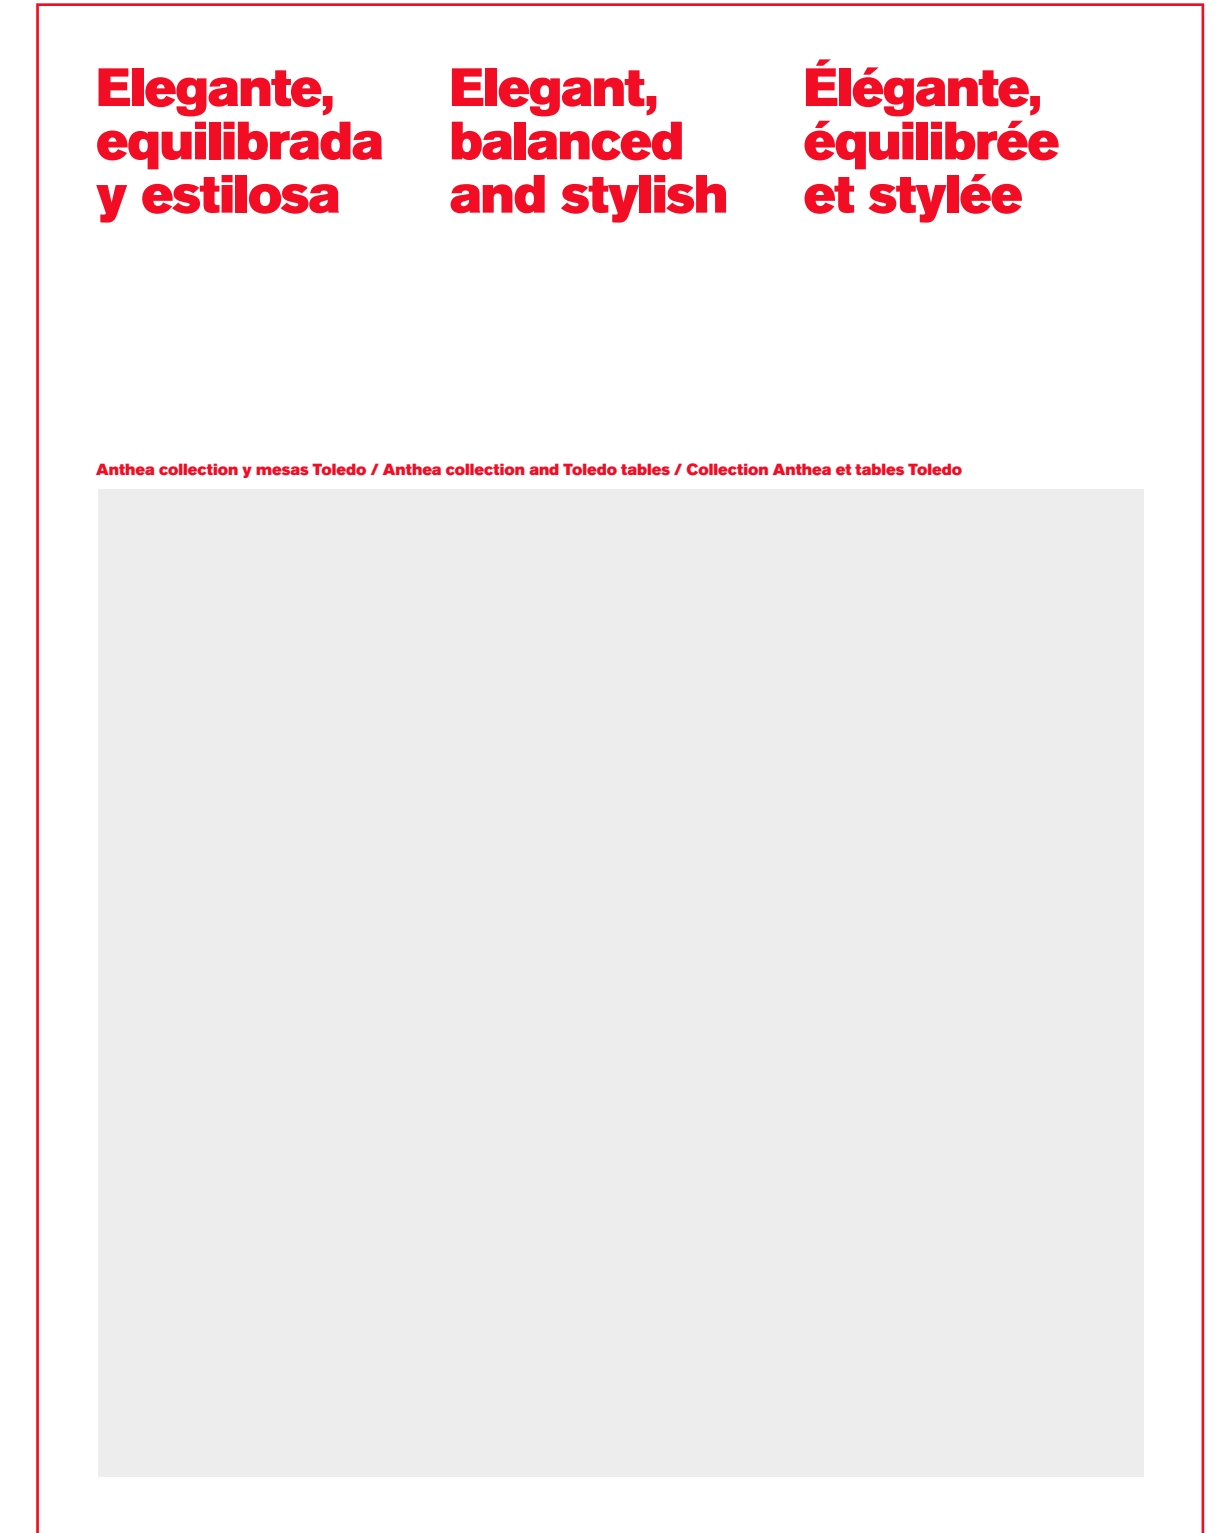 Elegante,
equilibrada
y estilosa
Elegant,
balanced
and stylish
Élégante,
équilibrée
et stylée
Anthea collection y mesas Toledo / Anthea collection and Toledo tables / Collection Anthea et tables Toledo